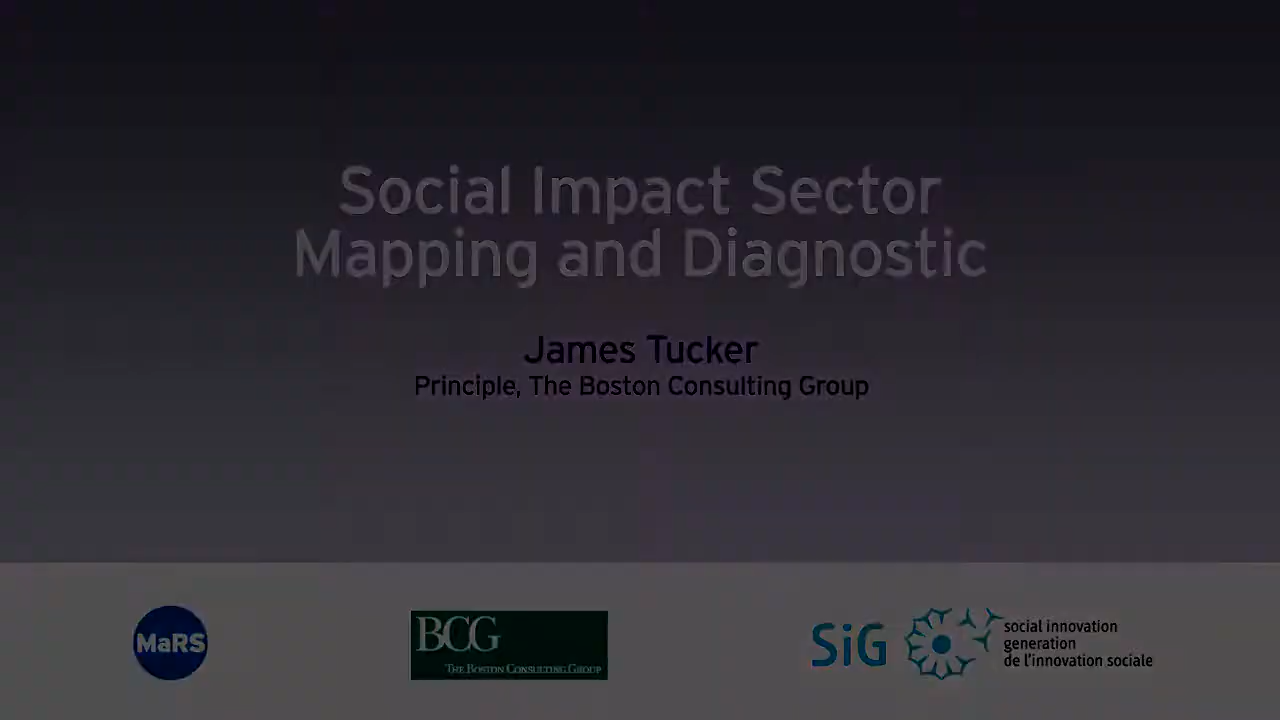 Social Impact Sector
Mapping and Diagnostic
James Tucker
Principle, The Boston Consulting Group
MaRS
BCG
THE BOSTON CONSULTING GROUP
SiG
social innovation
generation
de l'innovation sociale